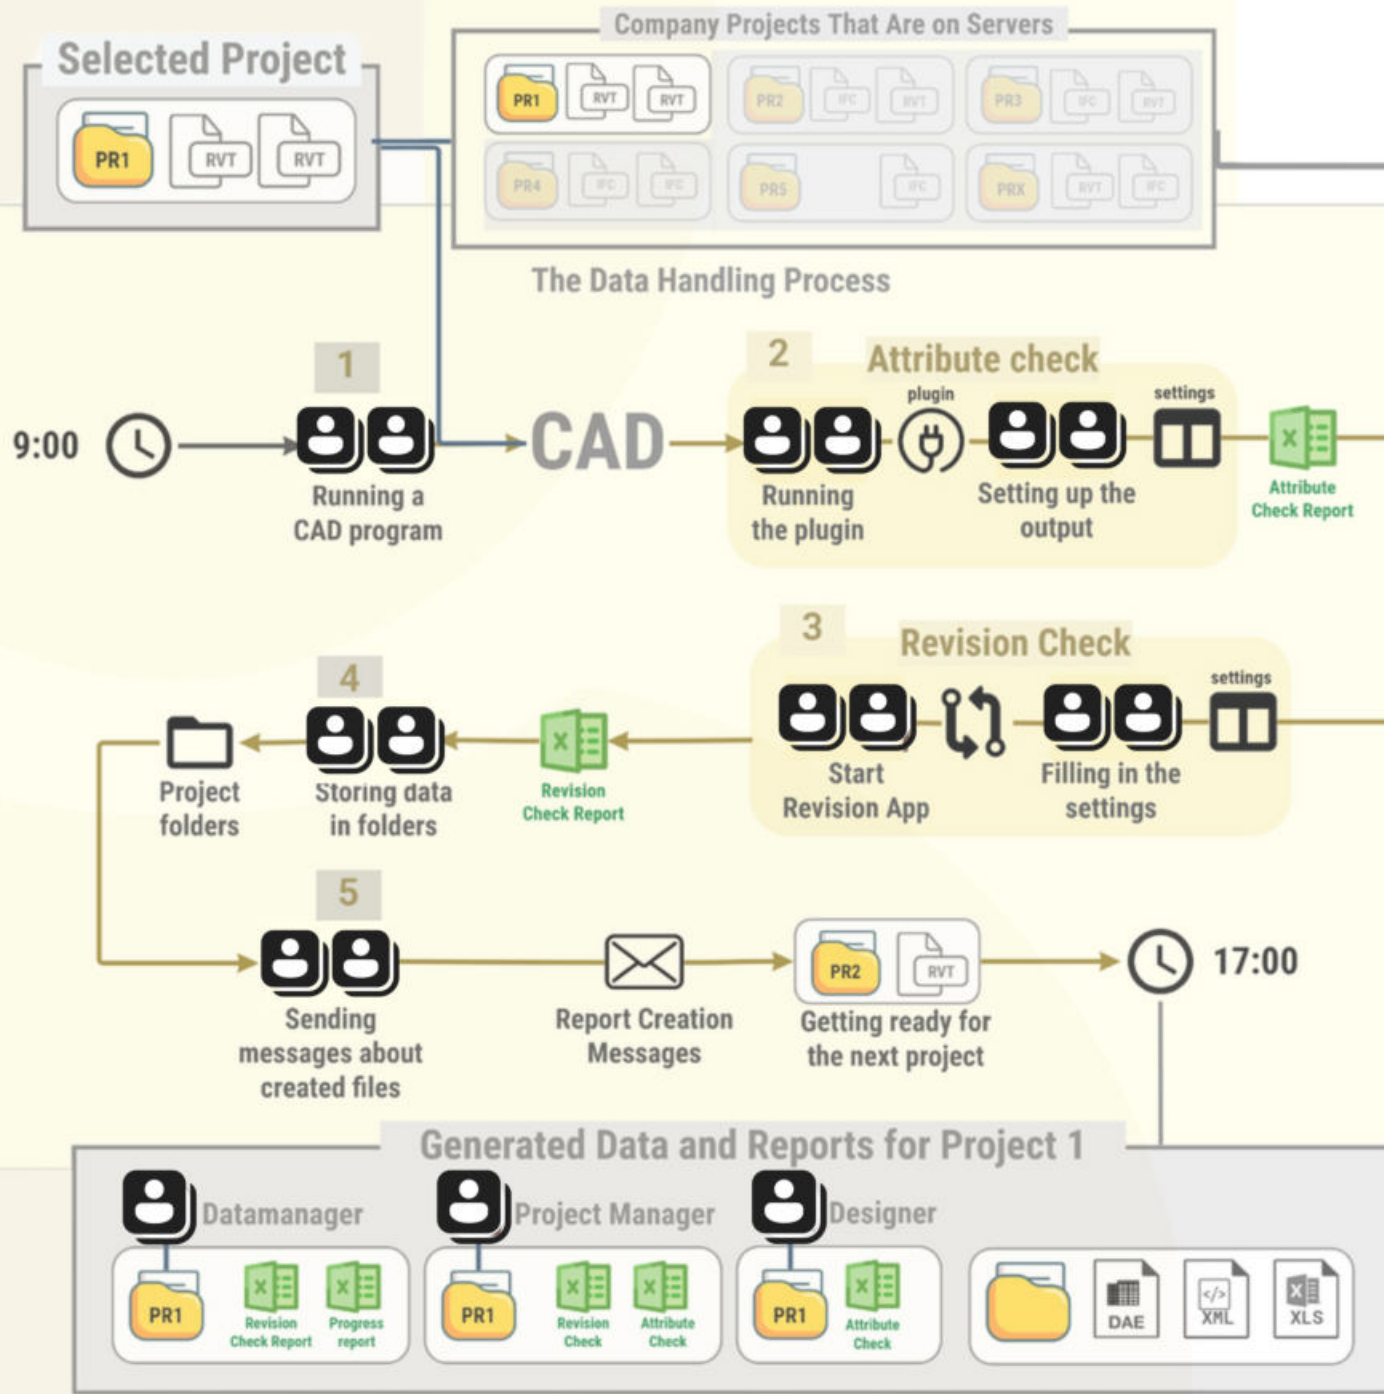 Company Projects That Are on Servers
Selected Project
PR1 RVT RVT
PR1 RVT RVT
PR2 IFC RVT
PR3 IFC RVT
PR4 IFC IFC
PR5 IFC
PRX RVT IFC
The Data Handling Process
1
9:00
Running a
CAD program
CAD
2
Attribute check
plugin
settings
Running
the plugin
Setting up the
output
Attribute
Check Report
3
Revision Check
settings
Start
Revision App
Filling in the
settings
Revision
Check Report
4
Storing data
in folders
Project
folders
5
Sending
messages about
created files
Report Creation
Messages
PR2 RVT
Getting ready for
the next project
17:00
Generated Data and Reports for Project 1
Datamanager
PR1
Revision
Check Report
Progress
report
Project Manager
PR1
Revision
Check
Attribute
Check
Designer
PR1
Attribute
Check
DAE
XML
XLS